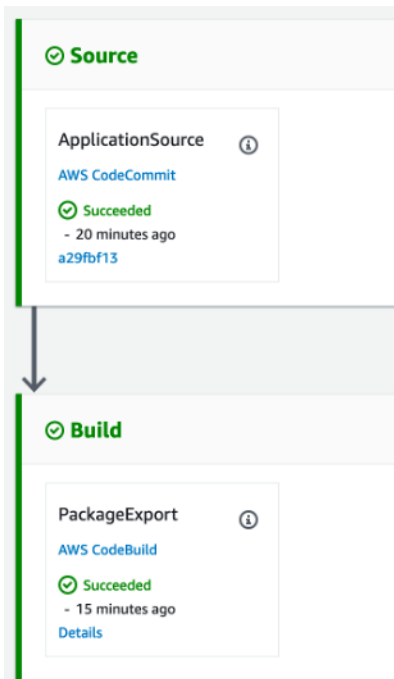 Source
ApplicationSource
AWS CodeCommit
Succeeded
- 20 minutes ago
a29fbf13
Build
PackageExport
AWS CodeBuild
Succeeded
- 15 minutes ago
Details